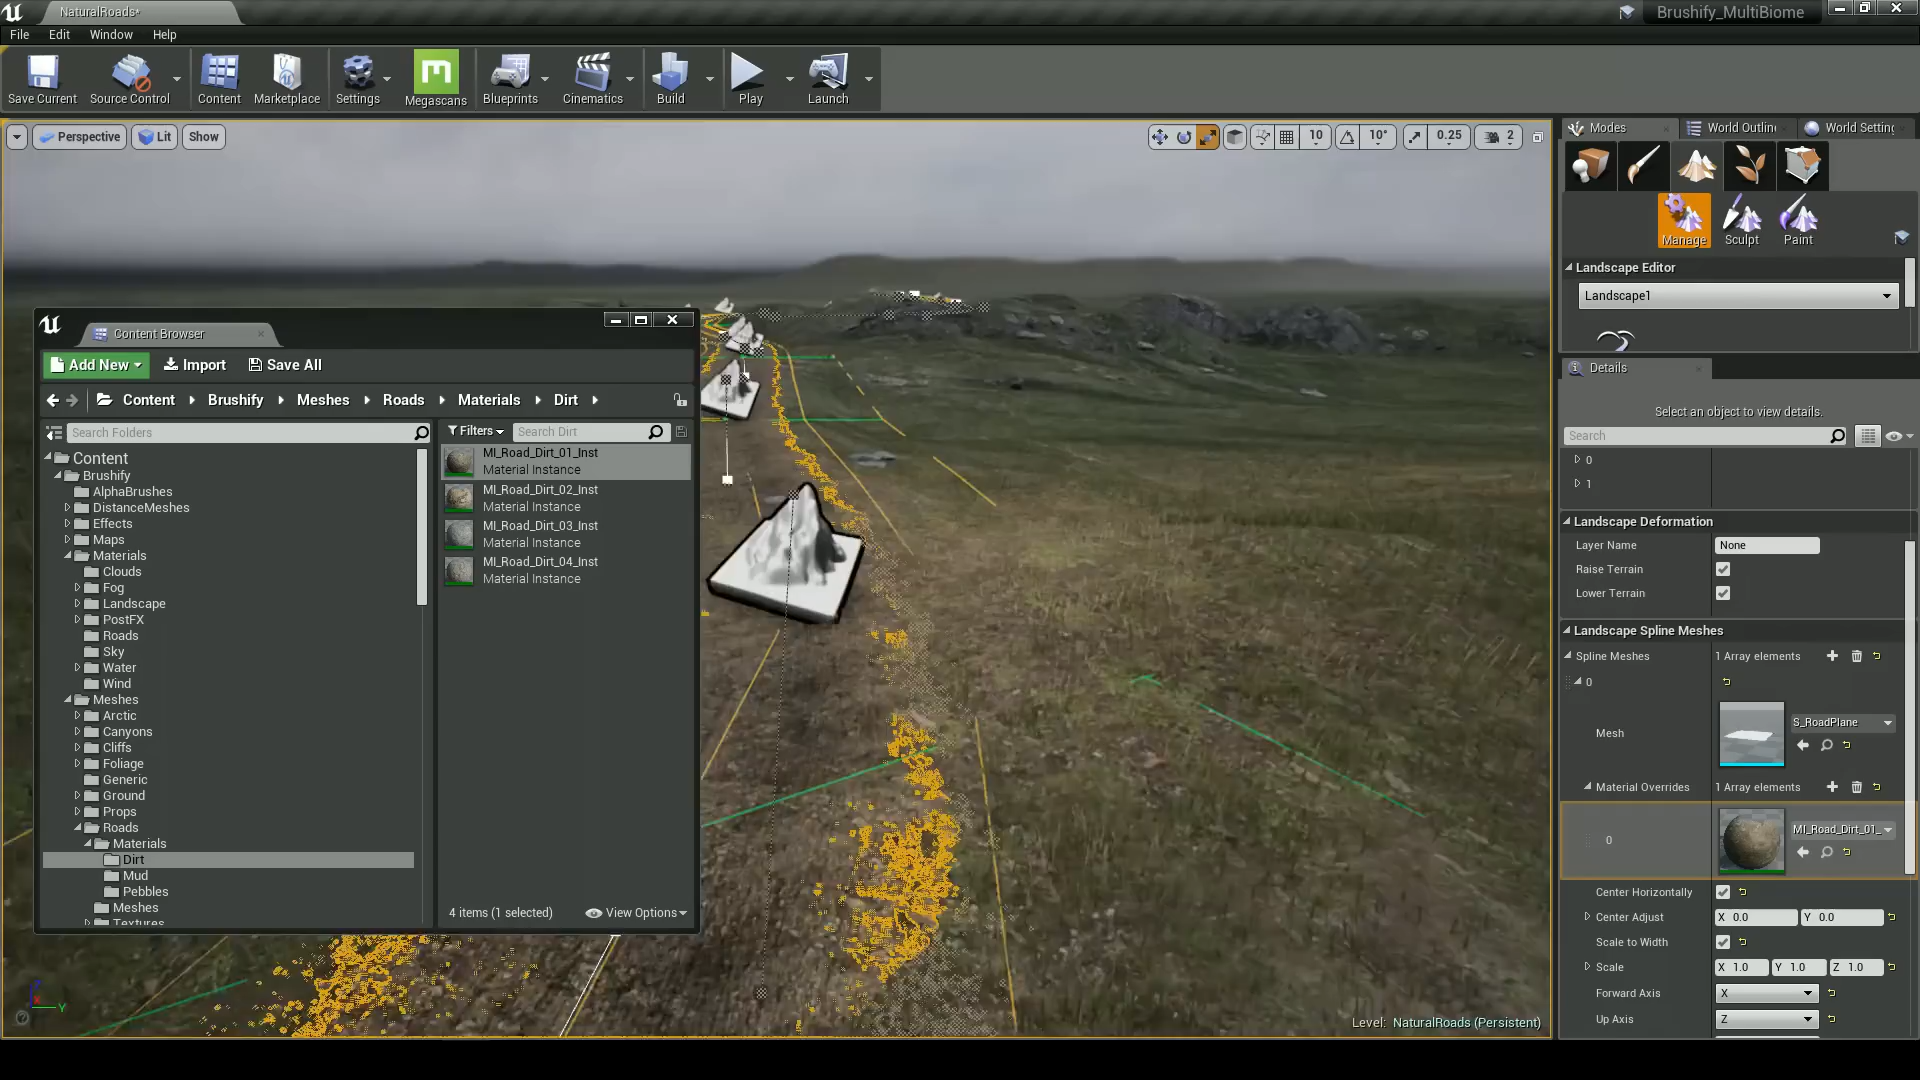 NaturalRoads*
Brushify_MultiBiome
File Edit Window Help
Save Current Source Control Content Marketplace Settings Megascans Blueprints Cinematics Build Play Launch
Perspective Lit Show
10 10° 0.25 2
Modes World Outlin World Setting
Manage Sculpt Paint
Landscape Editor
Landscape1
Details
Select an object to view details.
Search
0
1
Landscape Deformation
Layer Name None
Raise Terrain
Lower Terrain
Landscape Spline Meshes
Spline Meshes 1 Array elements
0
Mesh S_RoadPlane
Material Overrides 1 Array elements
0 MI_Road_Dirt_01_
Center Horizontally
Center Adjust X 0.0 Y 0.0
Scale to Width
Scale X 1.0 Y 1.0 Z 1.0
Forward Axis X
Up Axis Z
Content Browser
Add New Import Save All
Content Brushify Meshes Roads Materials Dirt
Search Folders
Filters Search Dirt
Content
Brushify
AlphaBrushes
DistanceMeshes
Effects
Maps
Materials
Clouds
Fog
Landscape
PostFX
Roads
Sky
Water
Wind
Meshes
Arctic
Canyons
Cliffs
Foliage
Generic
Ground
Props
Roads
Materials
Dirt
Mud
Pebbles
Meshes
Textures
MI_Road_Dirt_01_Inst
Material Instance
MI_Road_Dirt_02_Inst
Material Instance
MI_Road_Dirt_03_Inst
Material Instance
MI_Road_Dirt_04_Inst
Material Instance
4 items (1 selected) View Options
Y
Level: NaturalRoads (Persistent)